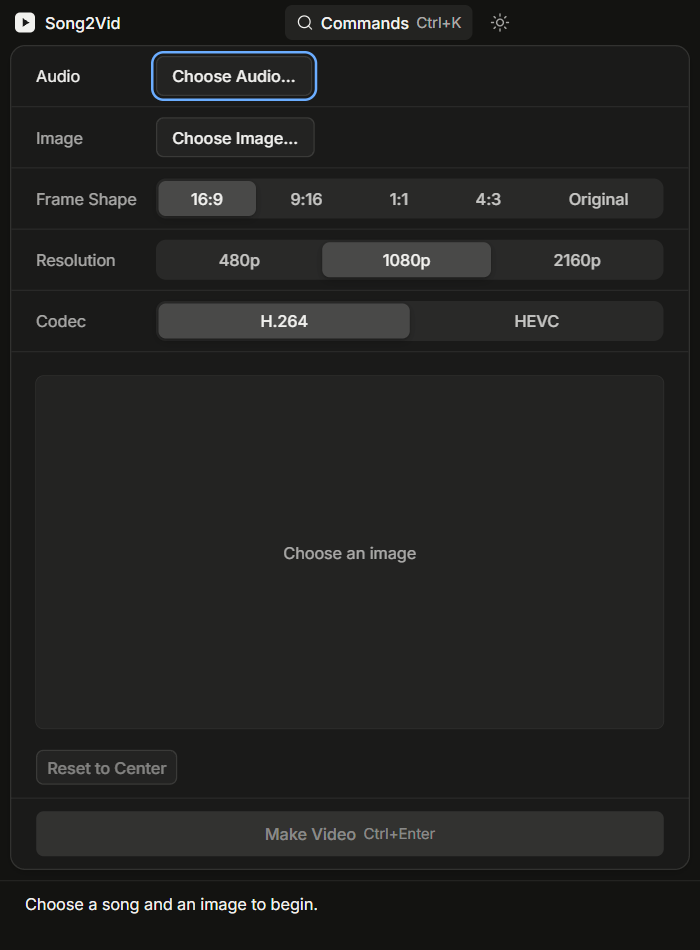 Song2Vid Commands Ctrl+K
Audio Choose Audio...
Image Choose Image...
Frame Shape 16:9 9:16 1:1 4:3 Original
Resolution 480p 1080p 2160p
Codec H.264 HEVC
Choose an image
Reset to Center
Make Video Ctrl+Enter
Choose a song and an image to begin.